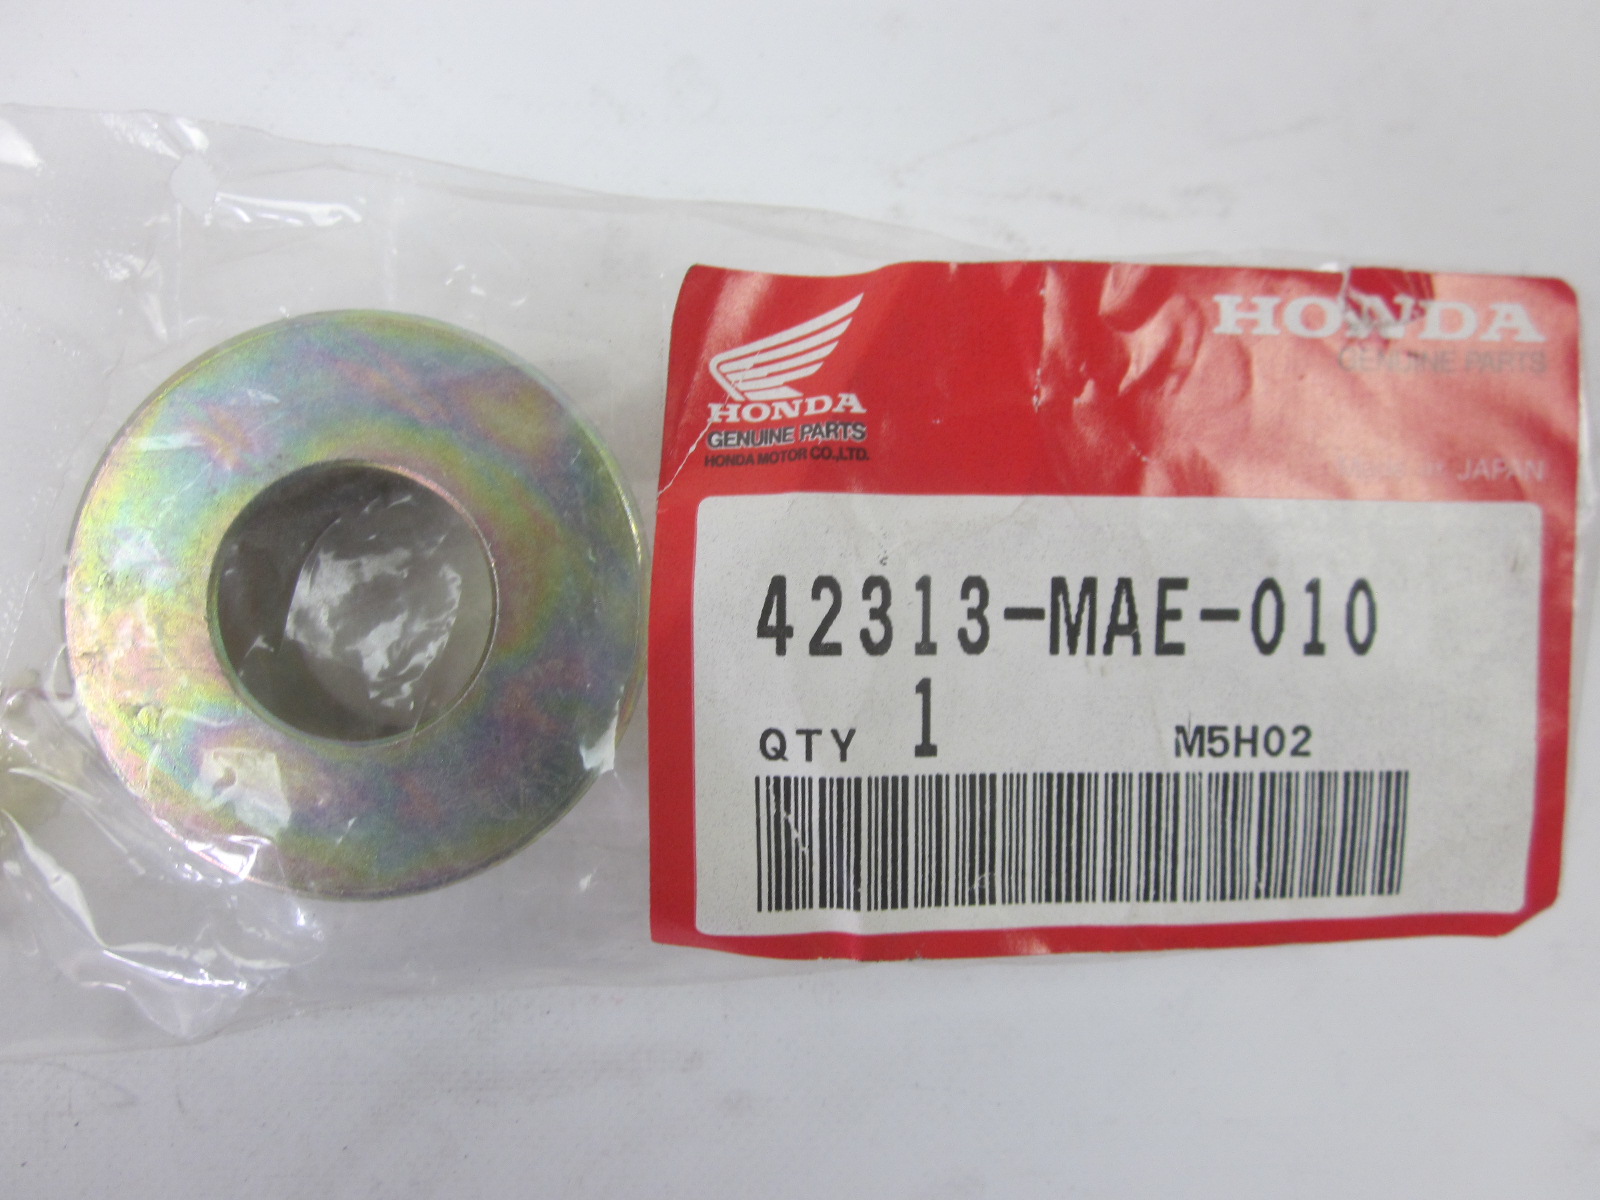 HONDA
GENUINE PARTS
HONDA MOTOR CO.,LTD.
HONDA
GENUINE PARTS
JAPAN
42313-MAE-010
QTY 1 M5H02